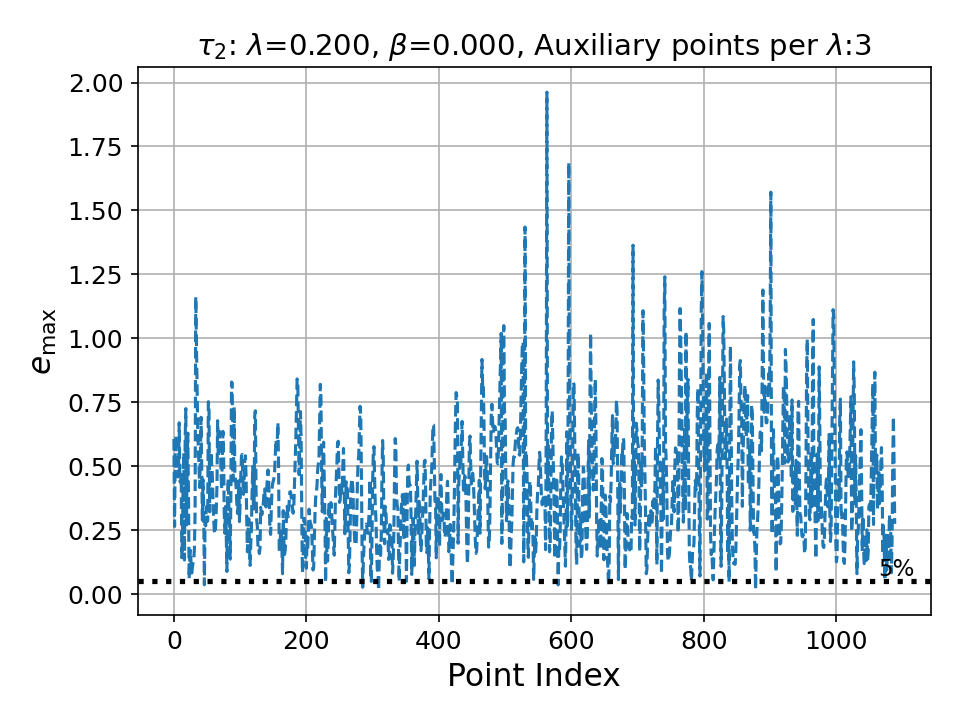 τ₂: λ=0.200, β=0.000, Auxiliary points per λ:3
2.00
1.75
1.50
1.25
1.00
0.75
0.50
0.25
0.00
e_max
5%
0 200 400 600 800 1000
Point Index